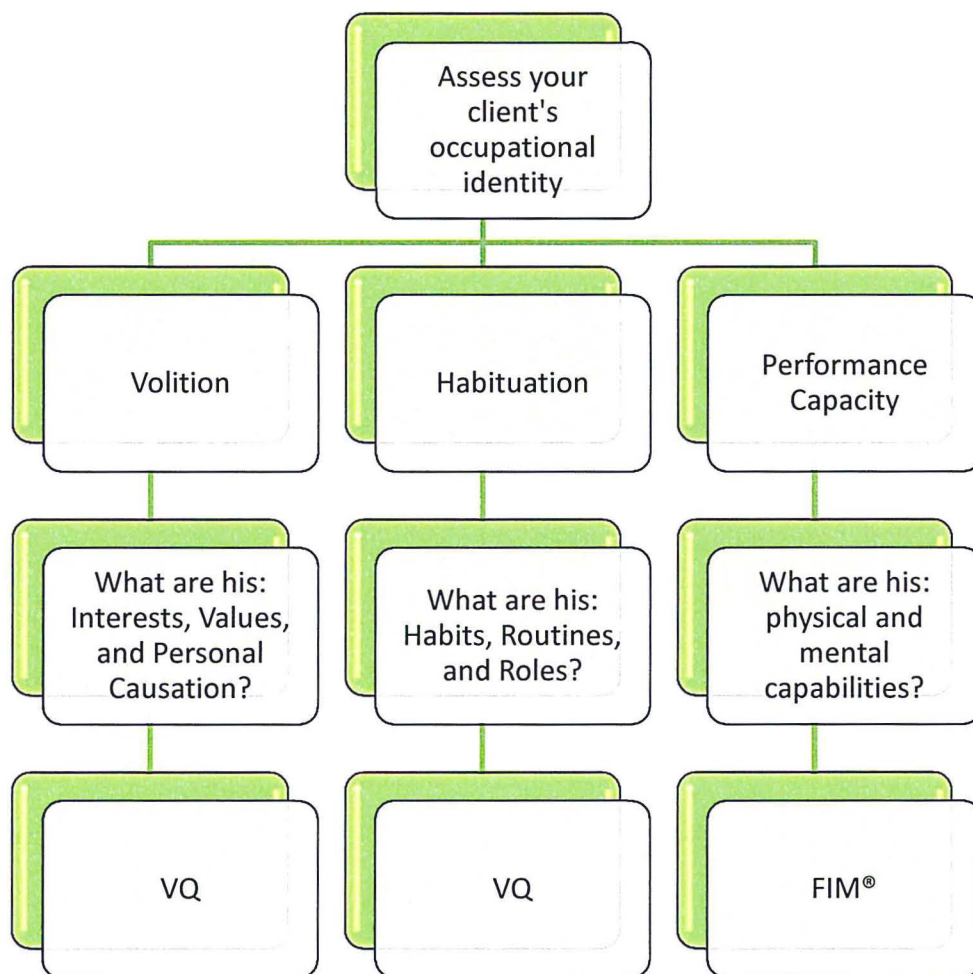 Assess your
client's
occupational
identity
Volition
Habituation
Performance
Capacity
What are his:
Interests, Values,
and Personal
Causation?
What are his:
Habits, Routines,
and Roles?
What are his:
physical and
mental
capabilities?
VQ
VQ
FIM®